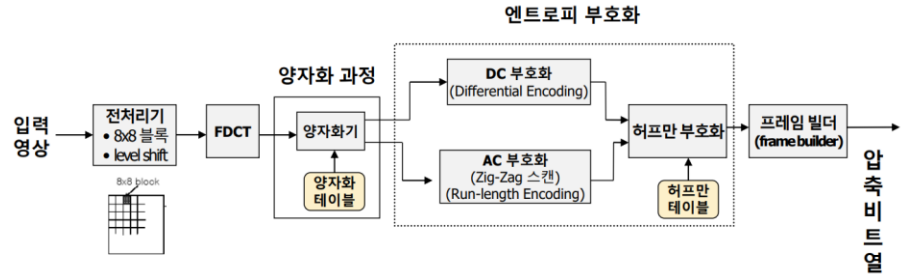 엔트로피 부호화
양자화 과정
입력
영상
전처리기
• 8x8 블록
• level shift
8x8 block
FDCT
양자화기
양자화
테이블
DC 부호화
(Differential Encoding)
AC 부호화
(Zig-Zag 스캔)
(Run-length Encoding)
허프만 부호화
허프만
테이블
프레임 빌더
(frame builder)
압축비트열